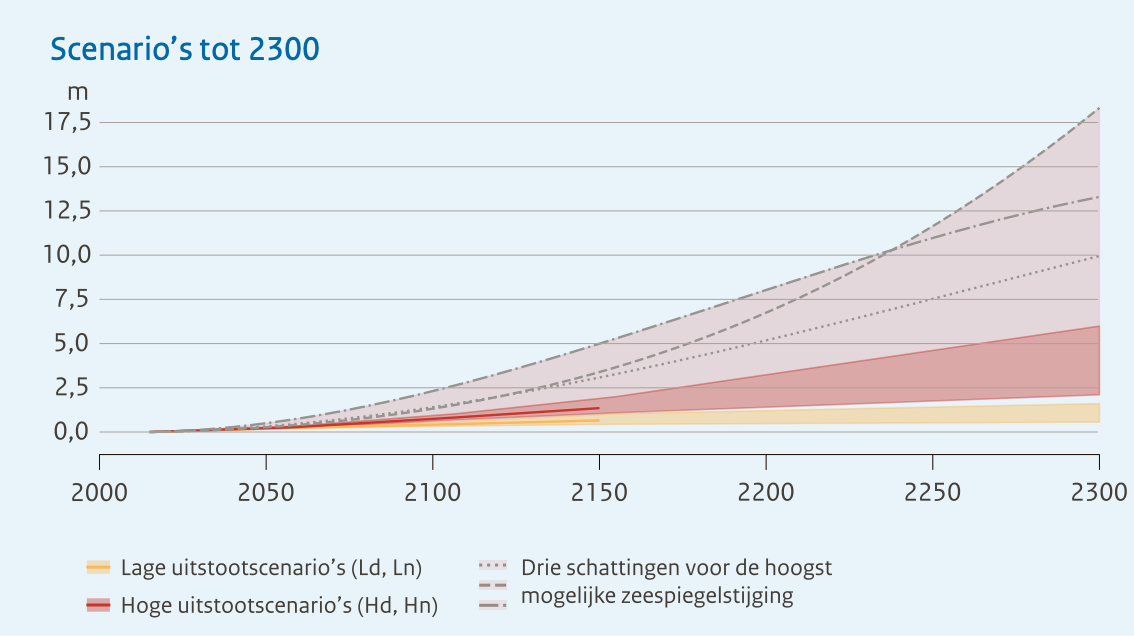 Scenario’s tot 2300
m
17,5
15,0
12,5
10,0
7,5
5,0
2,5
0,0
2000 2050 2100 2150 2200 2250 2300
Lage uitstootscenario’s (Ld, Ln)
Hoge uitstootscenario’s (Hd, Hn)
Drie schattingen voor de hoogst
mogelijke zeespiegelstijging